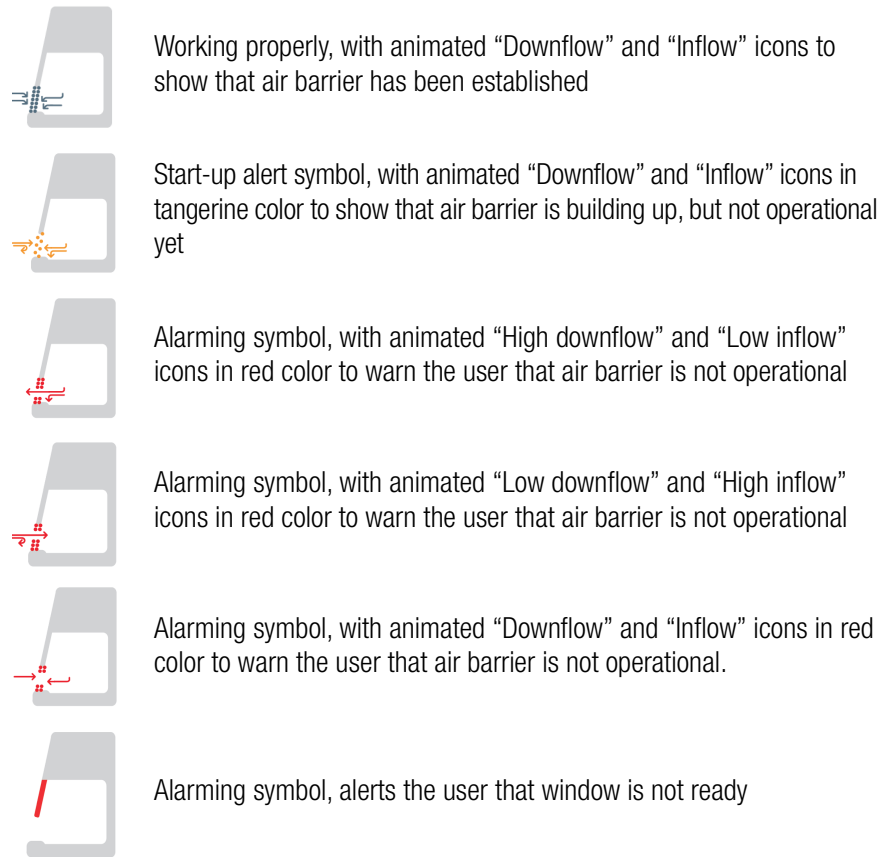 Working properly, with animated “Downflow” and “Inflow” icons to
show that air barrier has been established
Start-up alert symbol, with animated “Downflow” and “Inflow” icons in
tangerine color to show that air barrier is building up, but not operational
yet
Alarming symbol, with animated “High downflow” and “Low inflow”
icons in red color to warn the user that air barrier is not operational
Alarming symbol, with animated “Low downflow” and “High inflow”
icons in red color to warn the user that air barrier is not operational
Alarming symbol, with animated “Downflow” and “Inflow” icons in red
color to warn the user that air barrier is not operational.
Alarming symbol, alerts the user that window is not ready